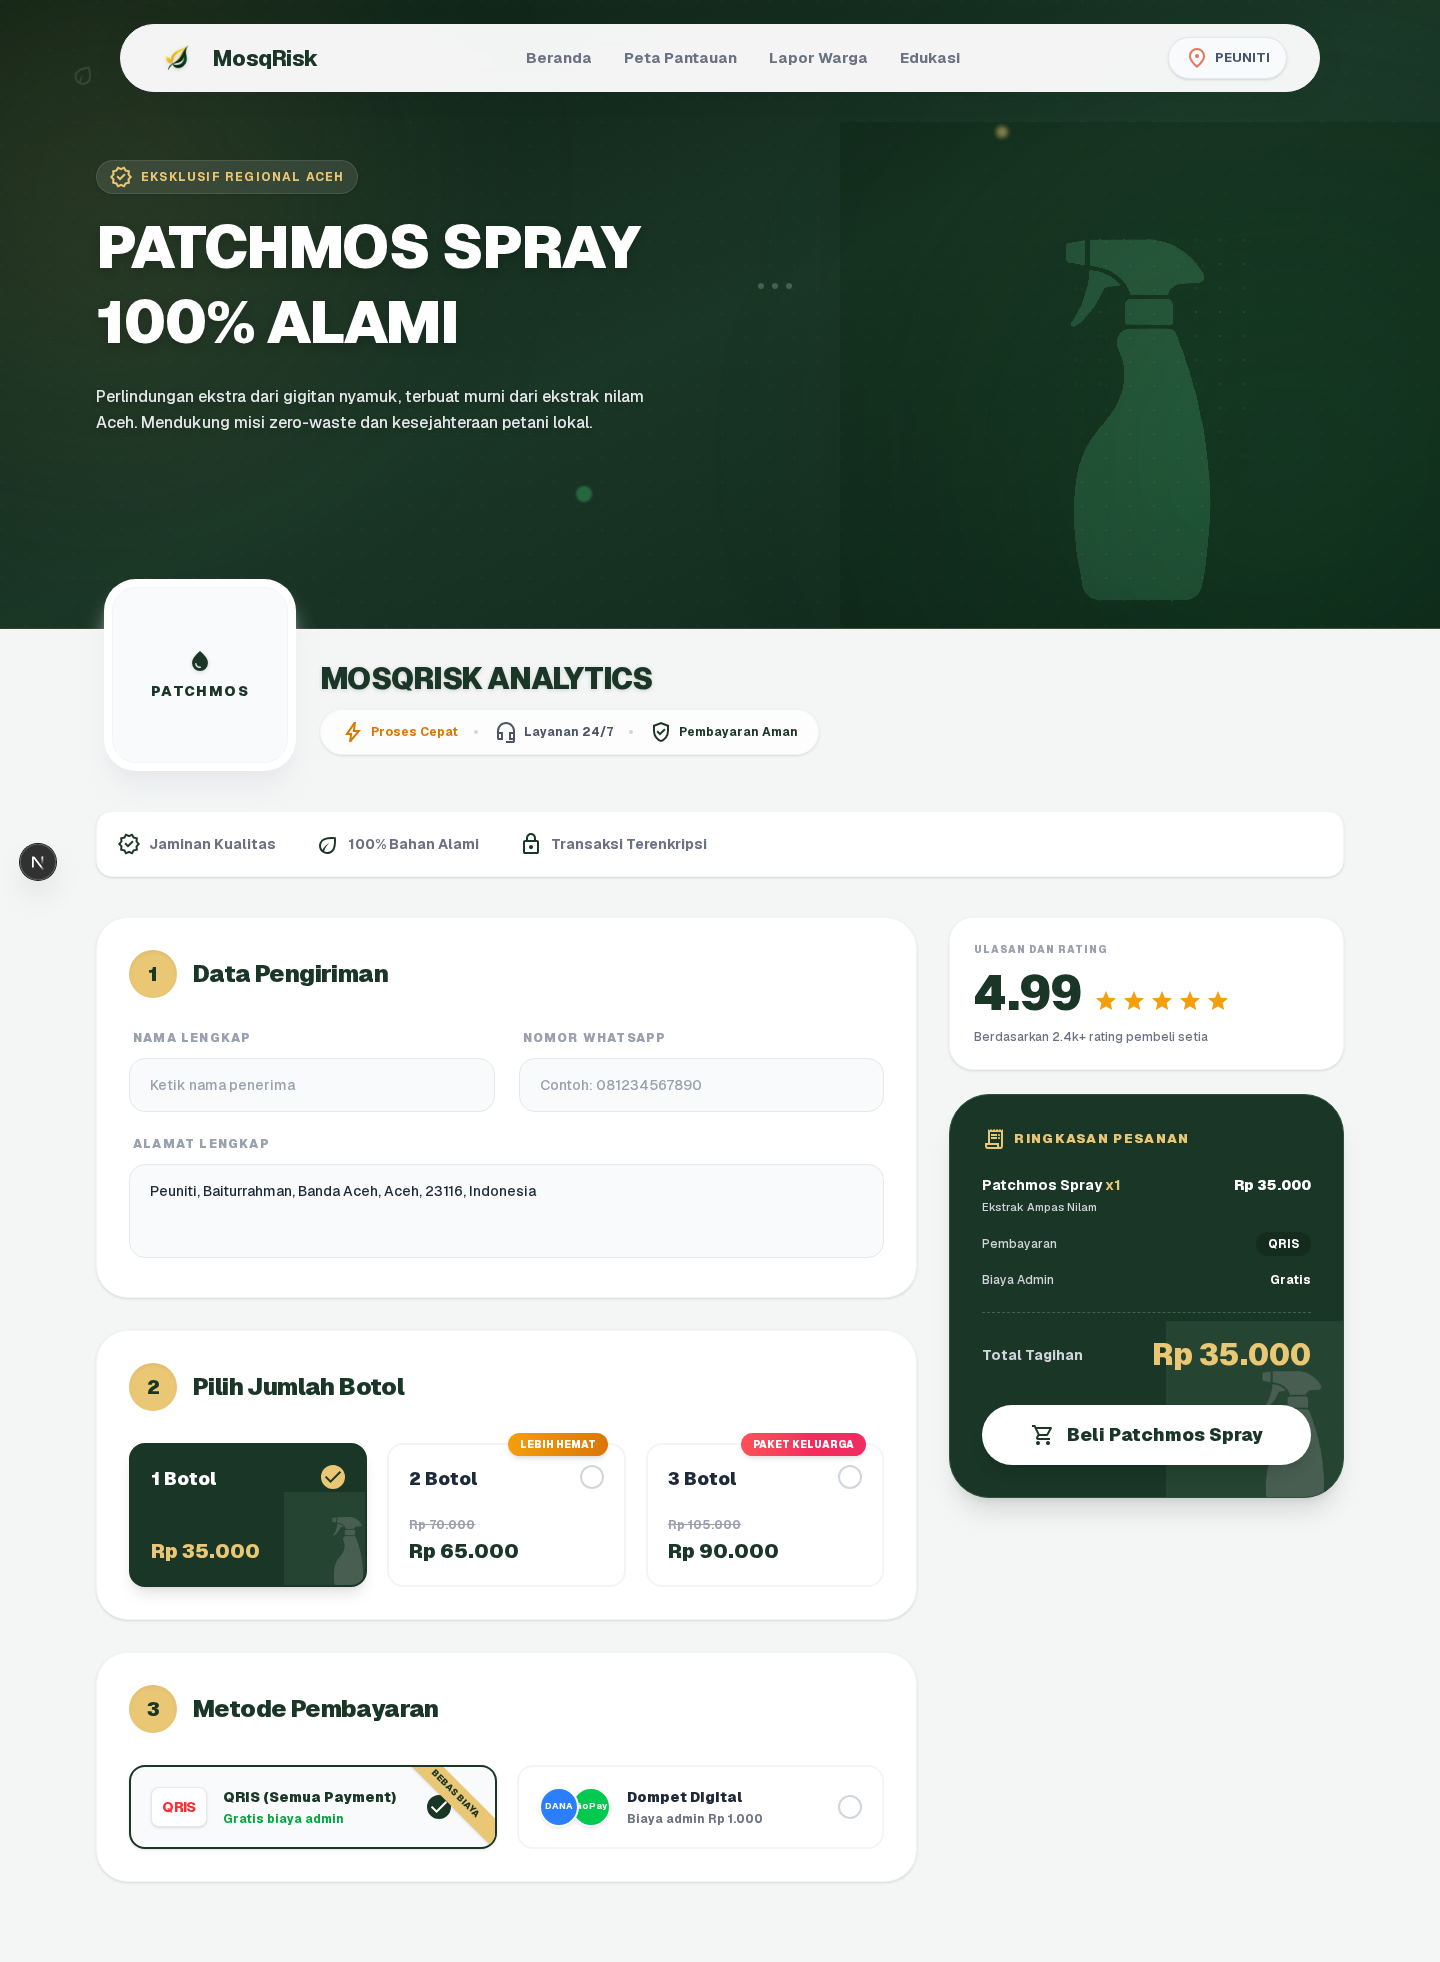 MosqRisk
Beranda
Peta Pantauan
Lapor Warga
Edukasi
PEUNITI
EKSKLUSIF REGIONAL ACEH
PATCHMOS SPRAY
100% ALAMI
Perlindungan ekstra dari gigitan nyamuk, terbuat murni dari ekstrak nilam
Aceh. Mendukung misi zero-waste dan kesejahteraan petani lokal.
PATCHMOS
MOSQRISK ANALYTICS
Proses Cepat
Layanan 24/7
Pembayaran Aman
Jaminan Kualitas
100% Bahan Alami
Transaksi Terenkripsi
N
1
Data Pengiriman
NAMA LENGKAP
Ketik nama penerima
NOMOR WHATSAPP
Contoh: 081234567890
ALAMAT LENGKAP
Peuniti, Baiturrahman, Banda Aceh, Aceh, 23116, Indonesia
2
Pilih Jumlah Botol
1 Botol
Rp 35.000
LEBIH HEMAT
2 Botol
Rp 70.000
Rp 65.000
PAKET KELUARGA
3 Botol
Rp 105.000
Rp 90.000
3
Metode Pembayaran
QRIS
QRIS (Semua Payment)
Gratis biaya admin
BEBAS BIAYA
DANA
oPay
Dompet Digital
Biaya admin Rp 1.000
ULASAN DAN RATING
4.99
Berdasarkan 2.4k+ rating pembeli setia
RINGKASAN PESANAN
Patchmos Spray x1
Rp 35.000
Ekstrak Ampas Nilam
Pembayaran
QRIS
Biaya Admin
Gratis
Total Tagihan
Rp 35.000
Beli Patchmos Spray